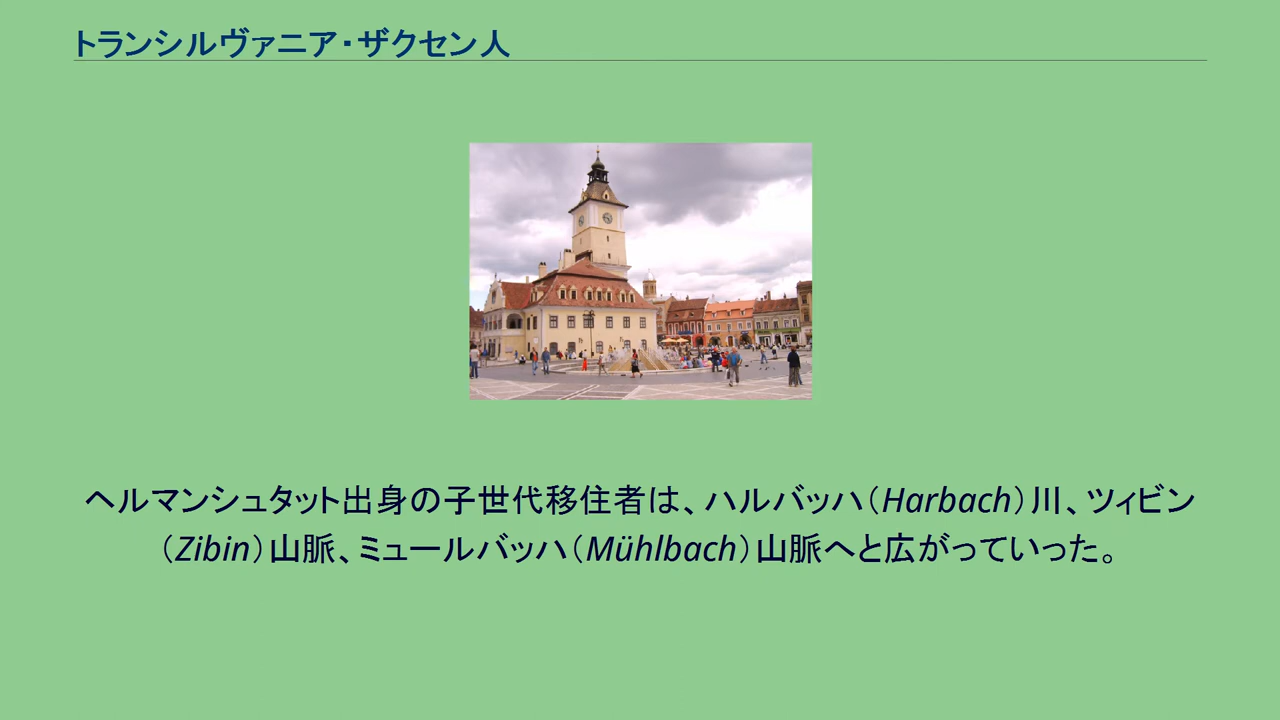 トランシルヴァニア・ザクセン人
ヘルマンシュタット出身の子世代移住者は、ハルバッハ（Harbach）川、ツィビン
（Zibin）山脈、ミュールバッハ（Mühlbach）山脈へと広がっていった。